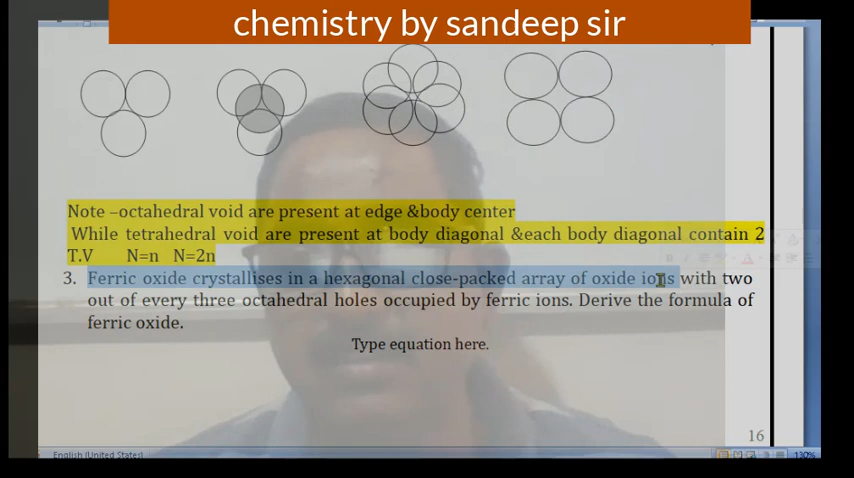 chemistry by sandeep sir
Note –octahedral void are present at edge &body center
While tetrahedral void are present at body diagonal &each body diagonal contain 2
T.V N=n N=2n
3. Ferric oxide crystallises in a hexagonal close-packed array of oxide ions with two
out of every three octahedral holes occupied by ferric ions. Derive the formula of
ferric oxide.
Type equation here.
16
English (United States)
130%